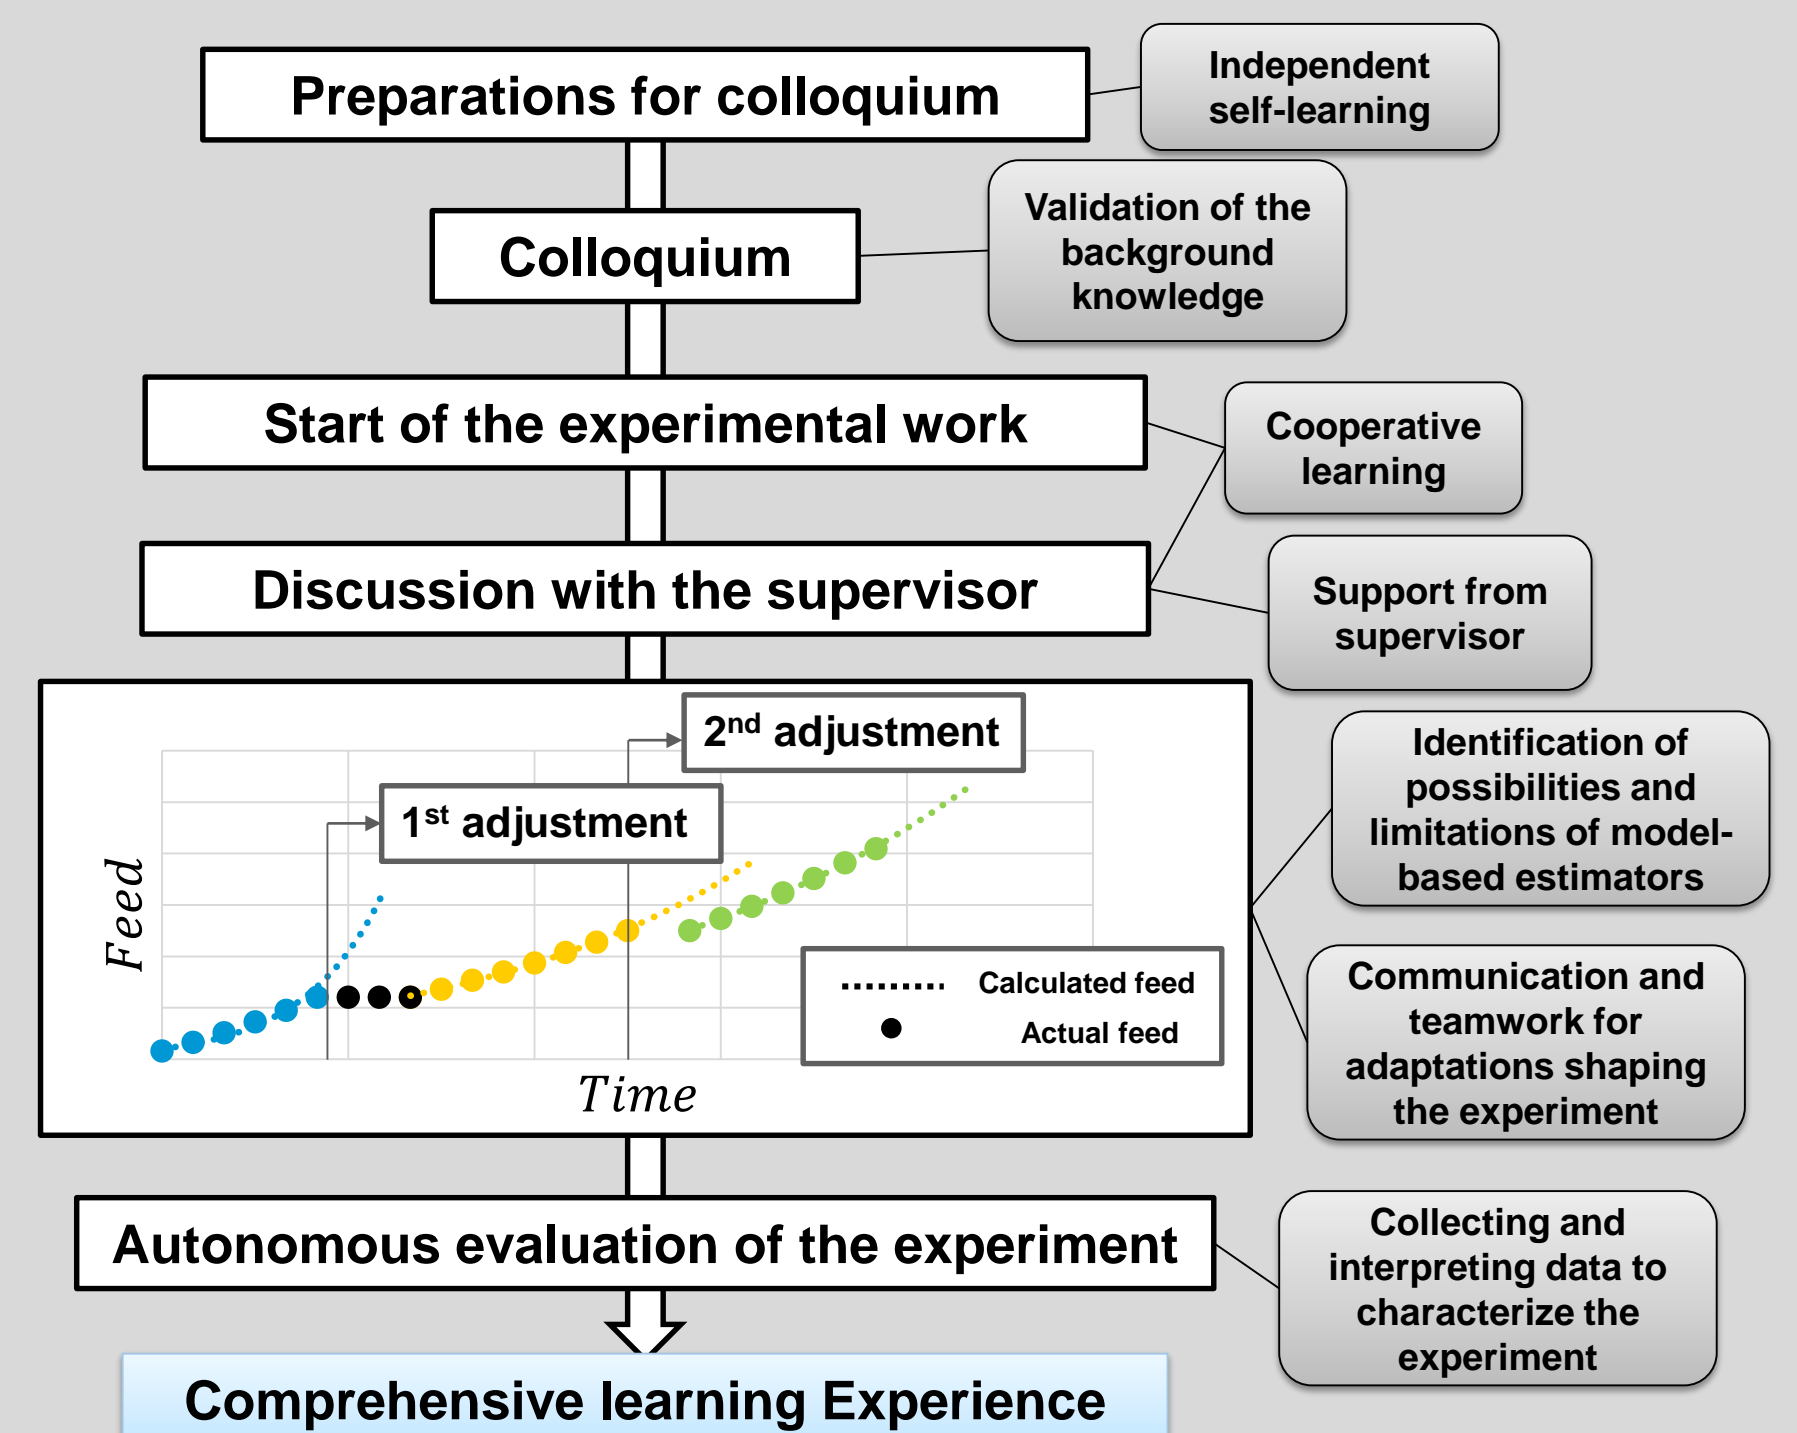 Preparations for colloquium
Independent
self-learning
Colloquium
Validation of the
background
knowledge
Start of the experimental work
Cooperative
learning
Discussion with the supervisor
Support from
supervisor
2nd adjustment
1st adjustment
Feed
Calculated feed
Actual feed
Time
Identification of
possibilities and
limitations of model-
based estimators
Communication and
teamwork for
adaptations shaping
the experiment
Autonomous evaluation of the experiment
Collecting and
interpreting data to
characterize the
experiment
Comprehensive learning Experience